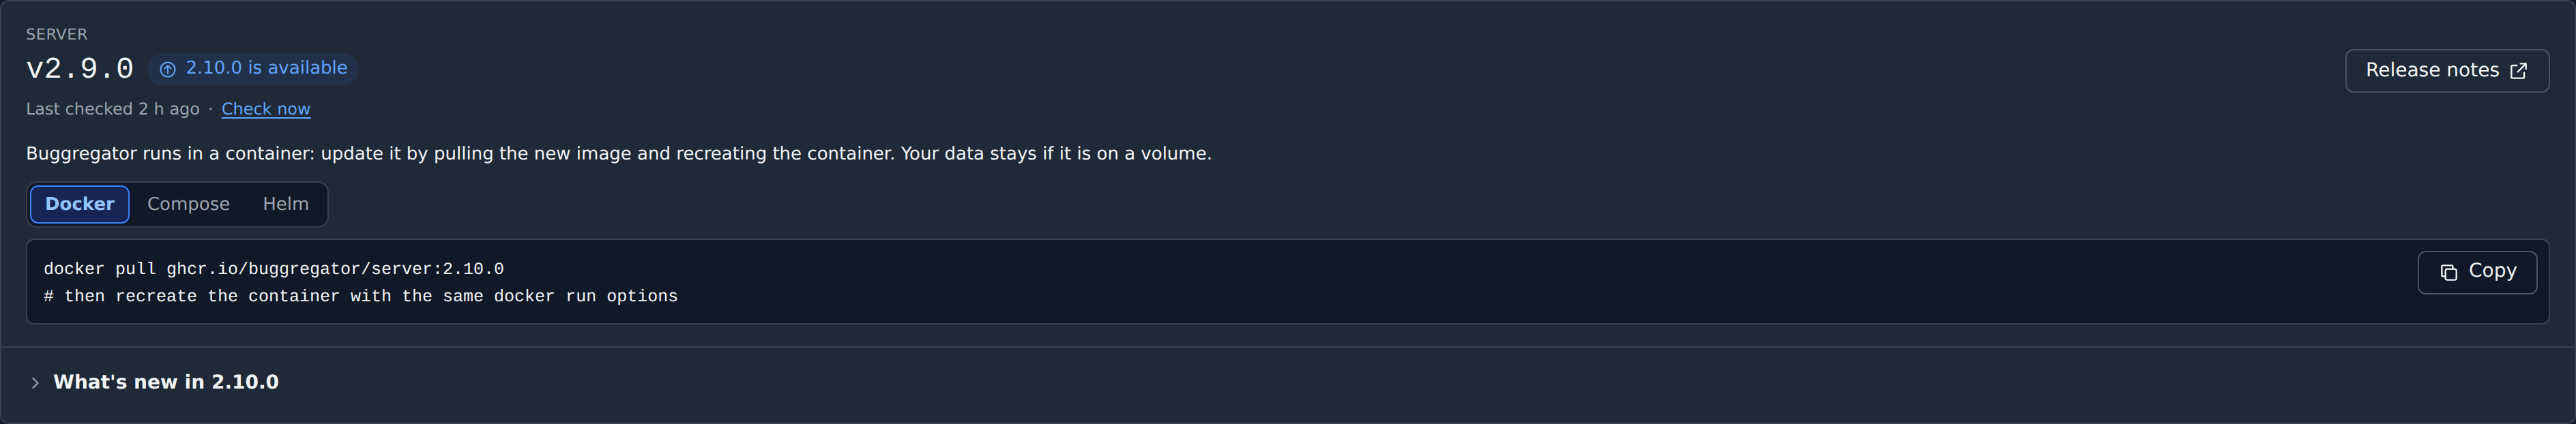 SERVER
v2.9.0 2.10.0 is available
Release notes
Last checked 2 h ago · Check now
Buggregator runs in a container: update it by pulling the new image and recreating the container. Your data stays if it is on a volume.
Docker Compose Helm
docker pull ghcr.io/buggregator/server:2.10.0
# then recreate the container with the same docker run options
Copy
What's new in 2.10.0